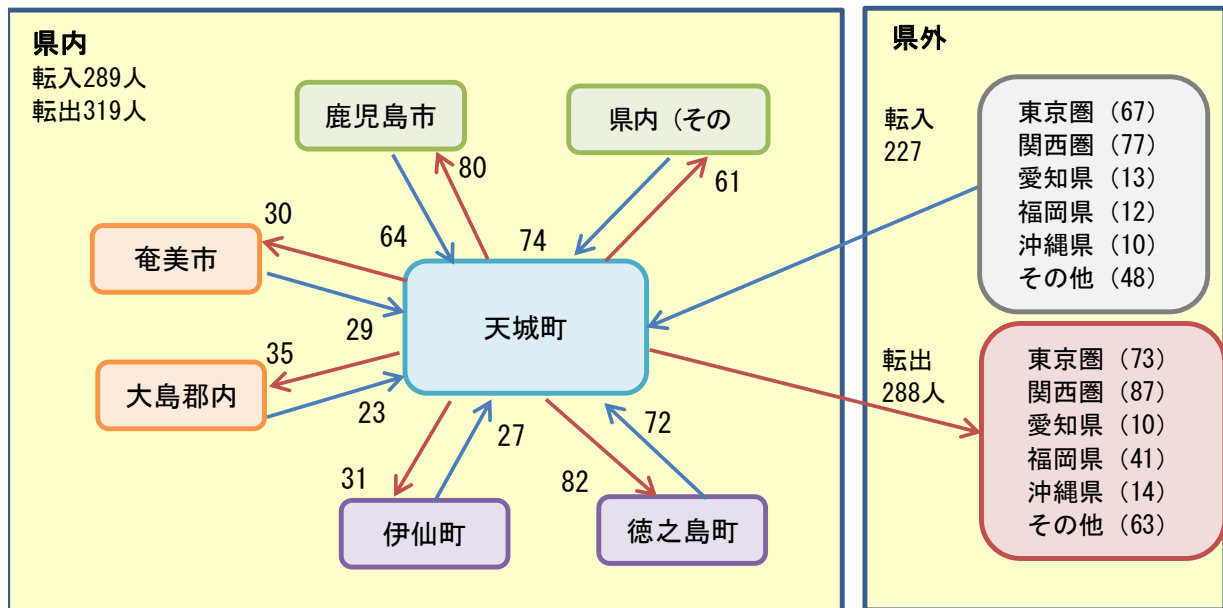 県内
転入289人
転出319人
鹿児島市
県内（その
80
61
30
64
74
奄美市
29
天城町
35
大島郡内
23
27
72
31
82
伊仙町
徳之島町
県外
転入
227
東京圏（67）
関西圏（77）
愛知県（13）
福岡県（12）
沖縄県（10）
その他（48）
転出
288人
東京圏（73）
関西圏（87）
愛知県（10）
福岡県（41）
沖縄県（14）
その他（63）